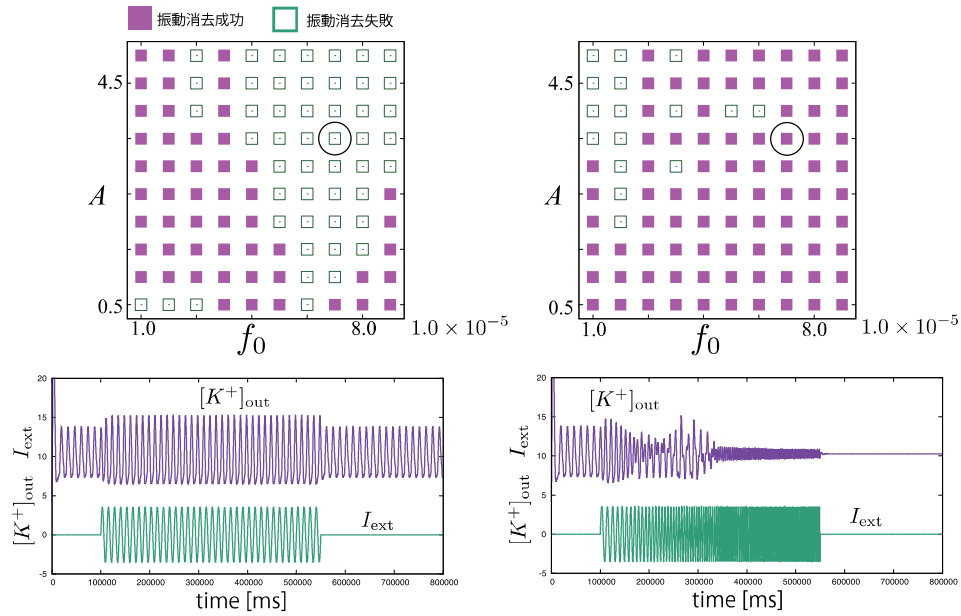 振動消去成功
振動消去失敗
4.5
A
0.5
1.0
f₀
8.0
1.0 × 10⁻⁵
4.5
A
0.5
1.0
f₀
8.0
1.0 × 10⁻⁵
20
15
10
5
0
-5
[K⁺]out I_ext
[K⁺]out
I_ext
0 100000 200000 300000 400000 500000 600000 700000 800000
time [ms]
20
15
10
5
0
-5
[K⁺]out I_ext
[K⁺]out
I_ext
0 100000 200000 300000 400000 500000 600000 700000 800000
time [ms]